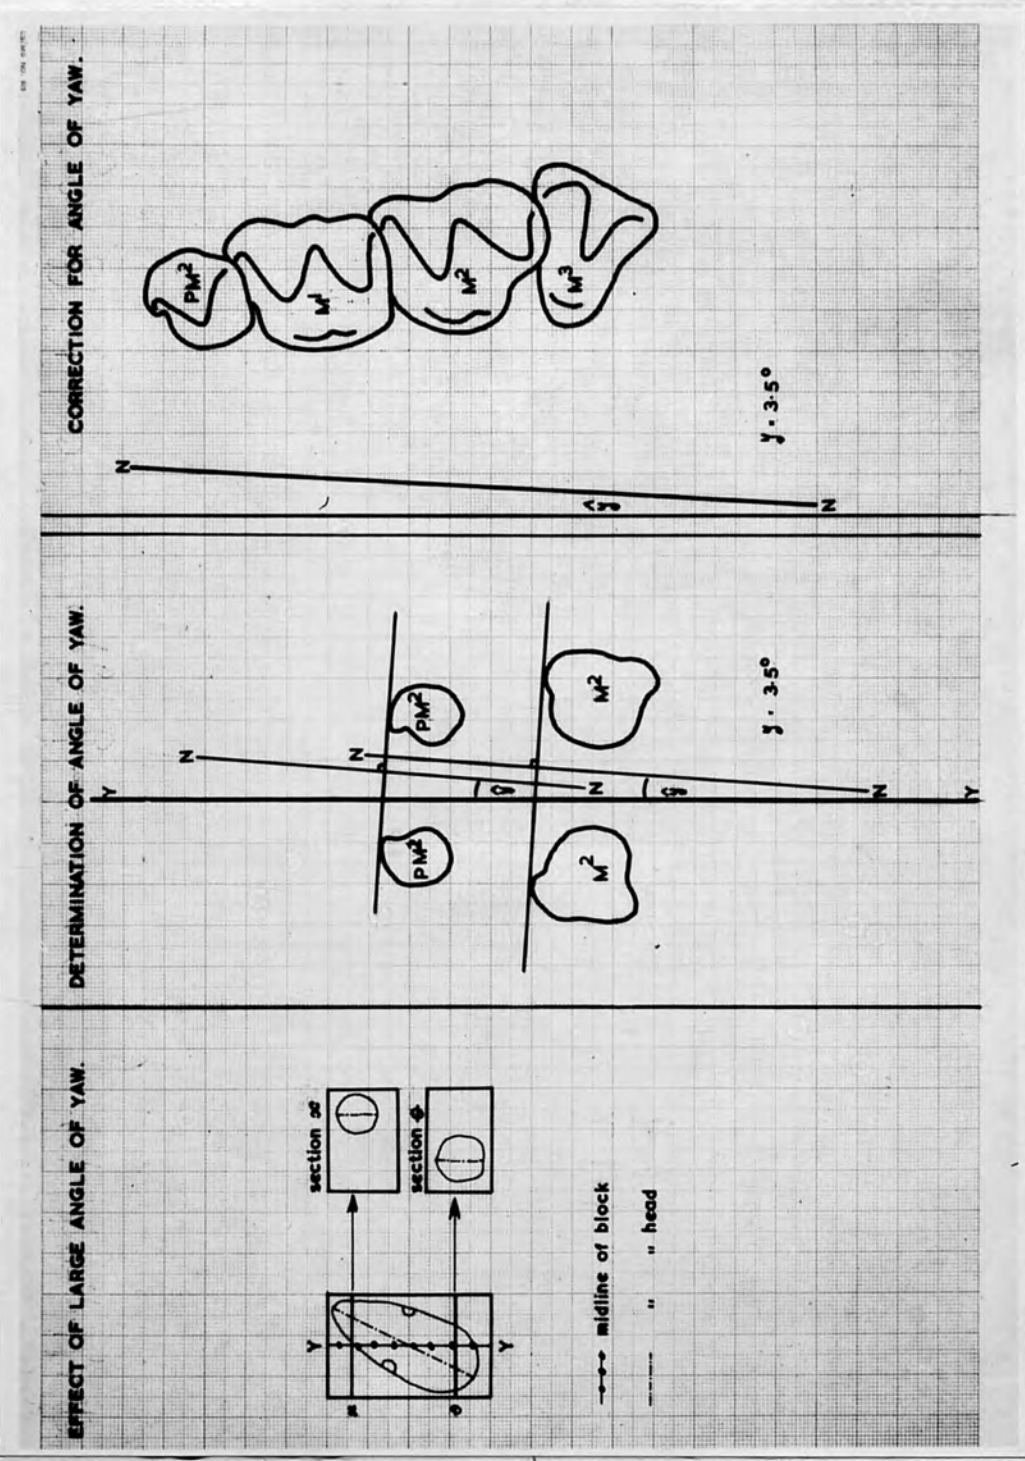 EFFECT OF LARGE ANGLE OF YAW.
section x
section ϕ
Y
Y
x
midline of block
" " head
DETERMINATION OF ANGLE OF YAW.
Y
Y
N
N
N
N
PM²
PM²
M²
M²
ŷ
ŷ
y = 3·5°
CORRECTION FOR ANGLE OF YAW.
PM²
M¹
M²
M³
N
N
ŷ
y = 3·5°